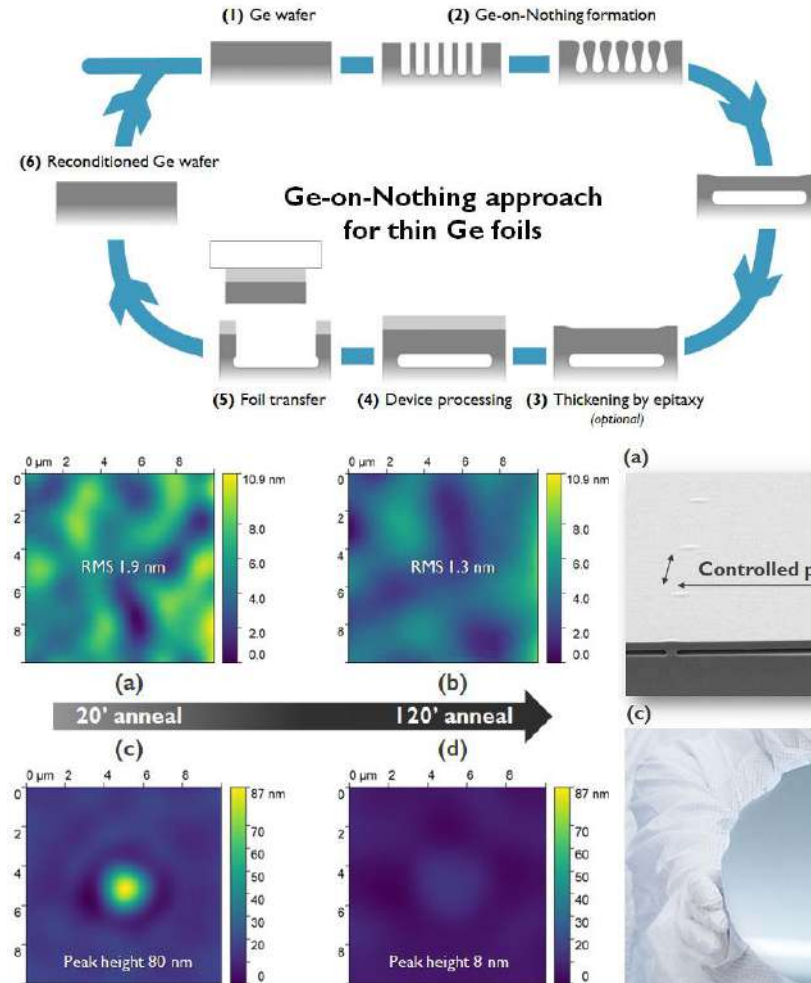 (1) Ge wafer
(2) Ge-on-Nothing formation
(6) Reconditioned Ge wafer
Ge-on-Nothing approach
for thin Ge foils
(5) Foil transfer
(4) Device processing
(3) Thickening by epitaxy
(optional)
0 µm 2 4 6 8
0
2
4
6
8
RMS 1.9 nm
10.9 nm
8.0
6.0
4.0
2.0
0.0
(a)
0 µm 2 4 6 8
0
2
4
6
8
RMS 1.3 nm
10.9 nm
8.0
6.0
4.0
2.0
0.0
(b)
20' anneal
120' anneal
(c)
0 µm 2 4 6 8
0
2
4
6
8
Peak height 80 nm
87 nm
70
60
50
40
30
20
0
(d)
0 µm 2 4 6 8
0
2
4
6
8
Peak height 8 nm
87 nm
70
60
50
40
30
20
0
(a)
Controlled p
(c)